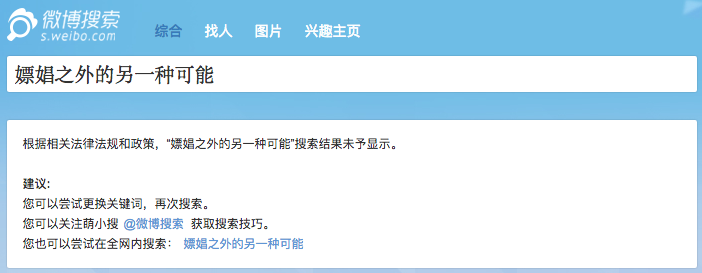 微博搜索
s.weibo.com
综合 找人 图片 兴趣主页
嫖娼之外的另一种可能
根据相关法律法规和政策，“嫖娼之外的另一种可能”搜索结果未予显示。
建议：
您可以尝试更换关键词，再次搜索。
您可以关注萌小搜 @微博搜索 获取搜索技巧。
您也可以尝试在全网内搜索： 嫖娼之外的另一种可能